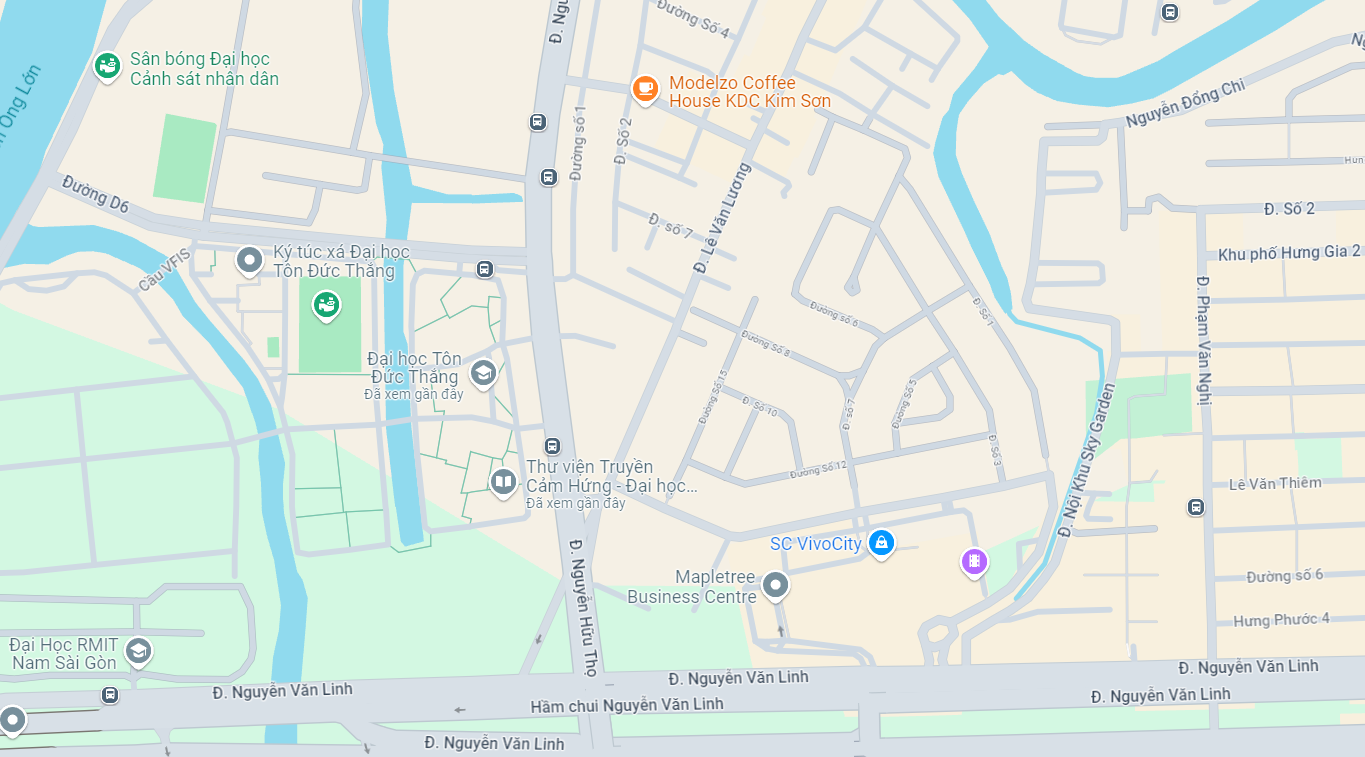 Đường Số 4
Sân bóng Đại học
Cảnh sát nhân dân
Modelzo Coffee
House KDC Kim Sơn
Nguyễn Đổng Chi
Ông Lớn
Đường số 1
Đ. Số 2
Đường D6
Đ. Số 2
Đ. số 7
Đ. Lê Văn Lương
Khu phố Hưng Gia 2
Cầu VFIS
Ký túc xá Đại học
Tôn Đức Thắng
Đường số 6
Đ. Số 1
Đ. Phạm Văn Nghị
Đường Số 8
Đại học Tôn
Đức Thắng
Đã xem gần đây
Đường Số 15
Đ. Số 10
Đ. số 7
Đường Số 5
Đ. Số 3
Đ. Nội Khu Sky Garden
Thư viện Truyền
Cảm Hứng - Đại học...
Đã xem gần đây
Đường Số 12
Lê Văn Thiêm
SC VivoCity
Mapletree
Business Centre
Đường số 6
Đ. Nguyễn Hữu Thọ
Hưng Phước 4
Đại Học RMIT
Nam Sài Gòn
Đ. Nguyễn Văn Linh
Đ. Nguyễn Văn Linh
Đ. Nguyễn Văn Linh
Hầm chui Nguyễn Văn Linh
Đ. Nguyễn Văn Linh
Đ. Nguyễn Văn Linh